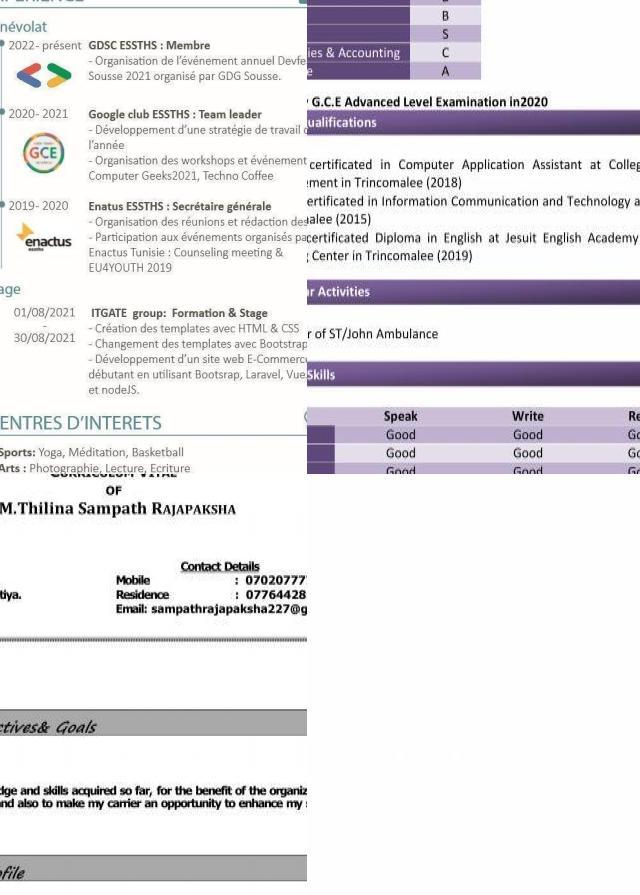 névolat
2022- présent GDSC ESSTHS : Membre
- Organisation de l'événement annuel Devfe
Sousse 2021 organisé par GDG Sousse.
2020- 2021 Google club ESSTHS : Team leader
- Développement d'une stratégie de travail
l'année
- Organisation des workshops et événement
Computer Geeks2021, Techno Coffee
GCE
2019- 2020 Enatus ESSTHS : Secrétaire générale
- Organisation des réunions et rédaction des
- Participation aux événements organisés pa
Enactus Tunisie : Counseling meeting &
EU4YOUTH 2019
enactus
age
01/08/2021
-
30/08/2021
ITGATE group: Formation & Stage
- Création des templates avec HTML & CSS
- Changement des templates avec Bootstrap
- Développement d'un site web E-Commerc
débutant en utilisant Bootsrap, Laravel, Vue
et nodeJS.
ENTRES D'INTERETS
Sports: Yoga, Méditation, Basketball
Arts : Photographie, Lecture, Ecriture
B
S
ies & Accounting C
e A
G.C.E Advanced Level Examination in2020
ualifications
certificated in Computer Application Assistant at Colleg
ement in Trincomalee (2018)
ertificated in Information Communication and Technology a
alee (2015)
certificated Diploma in English at Jesuit English Academy
Center in Trincomalee (2019)
r Activities
r of ST/John Ambulance
Skills
Speak Write Re
Good Good Go
Good Good Go
Good Good Go
CURRICULUM VITAE
OF
M.Thilina Sampath RAJAPAKSHA
Contact Details
Mobile : 07020777
tiya. Residence : 07764428
Email: sampathrajapaksha227@g
ctives& Goals
dge and skills acquired so far, for the benefit of the organiz
nd also to make my carrier an opportunity to enhance my
ofile